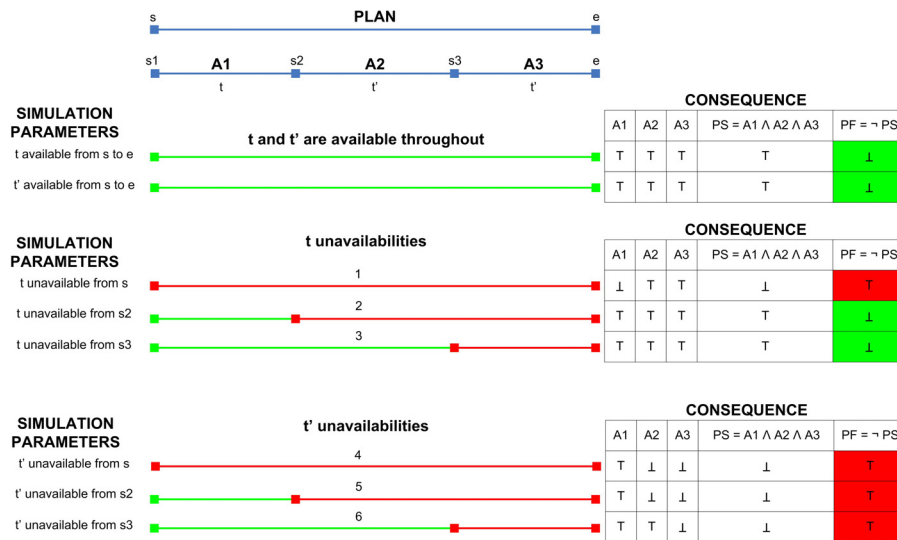 s PLAN e
s1 A1 s2 A2 s3 A3 e
t t' t'
SIMULATION PARAMETERS
t and t' are available throughout
CONSEQUENCE
A1 A2 A3 PS = A1 Λ A2 Λ A3 PF = ¬ PS
t available from s to e T T T T ⊥
t' available from s to e T T T T ⊥
SIMULATION PARAMETERS
t unavailabilities
CONSEQUENCE
A1 A2 A3 PS = A1 Λ A2 Λ A3 PF = ¬ PS
t unavailable from s 1 ⊥ T T ⊥ T
t unavailable from s2 2 T T T T ⊥
t unavailable from s3 3 T T T T ⊥
SIMULATION PARAMETERS
t' unavailabilities
CONSEQUENCE
A1 A2 A3 PS = A1 Λ A2 Λ A3 PF = ¬ PS
t' unavailable from s 4 T ⊥ ⊥ ⊥ T
t' unavailable from s2 5 T ⊥ ⊥ ⊥ T
t' unavailable from s3 6 T T ⊥ ⊥ T